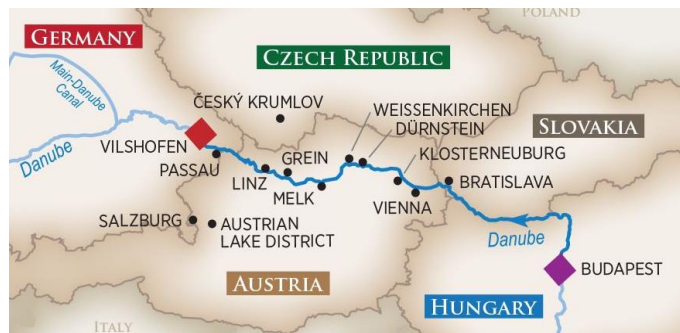 POLAND
GERMANY
CZECH REPUBLIC
Main-Danube
Canal
ČESKÝ KRUMLOV
WEISSENKIRCHEN
DÜRNSTEIN
SLOVAKIA
Danube
VILSHOFEN
PASSAU
GREIN
LINZ
MELK
KLOSTERNEUBURG
VIENNA
BRATISLAVA
SALZBURG
AUSTRIAN
LAKE DISTRICT
Danube
BUDAPEST
AUSTRIA
HUNGARY
ITALY